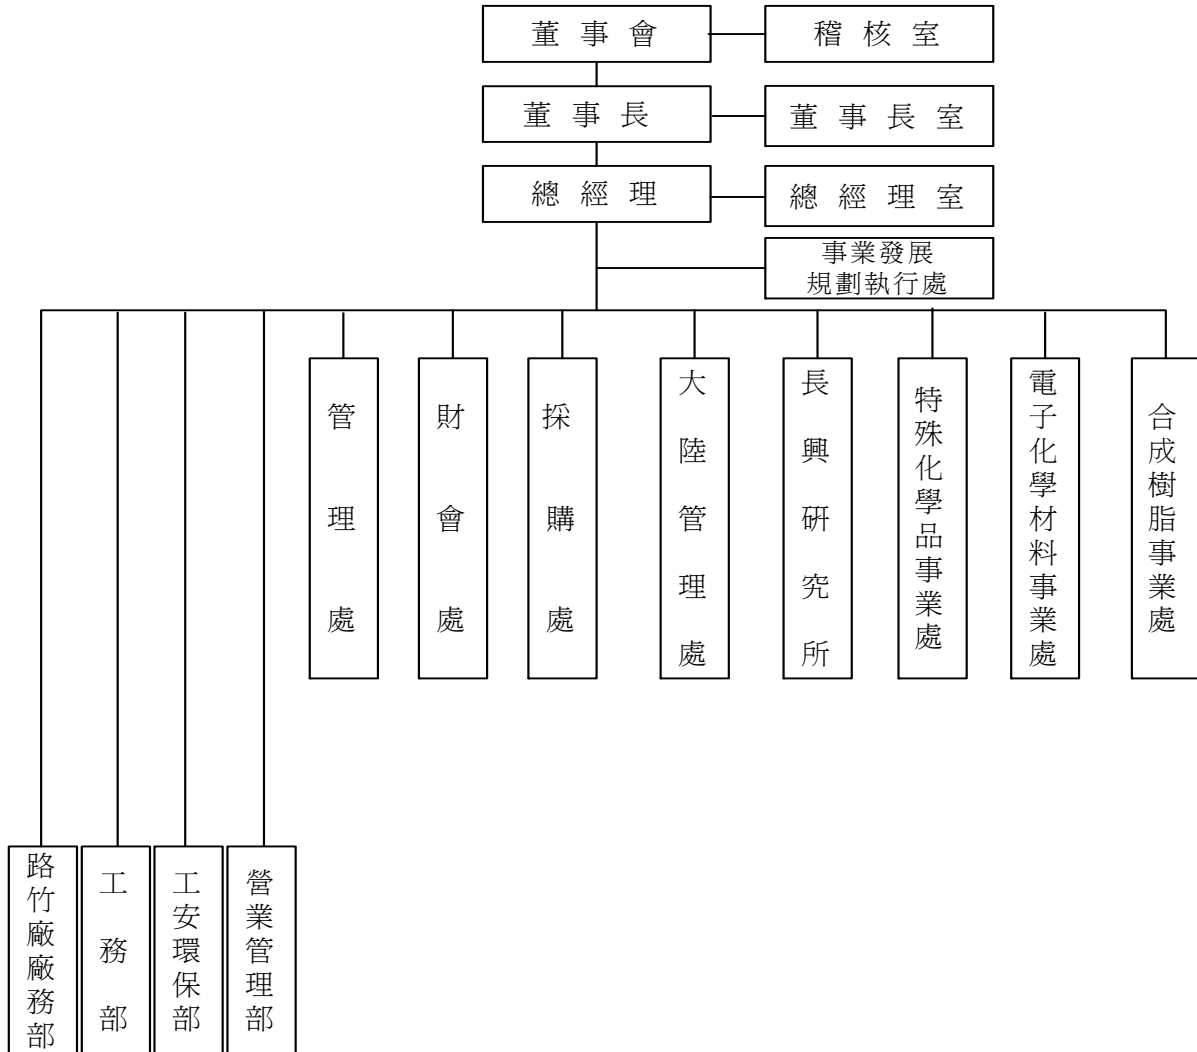 董事會
稽核室
董事長
董事長室
總經理
總經理室
事業發展
規劃執行處
管理處
財會處
採購處
大陸管理處
長興研究所
特殊化學品事業處
電子化學材料事業處
合成樹脂事業處
路竹廠廠務部
工務部
工安環保部
營業管理部